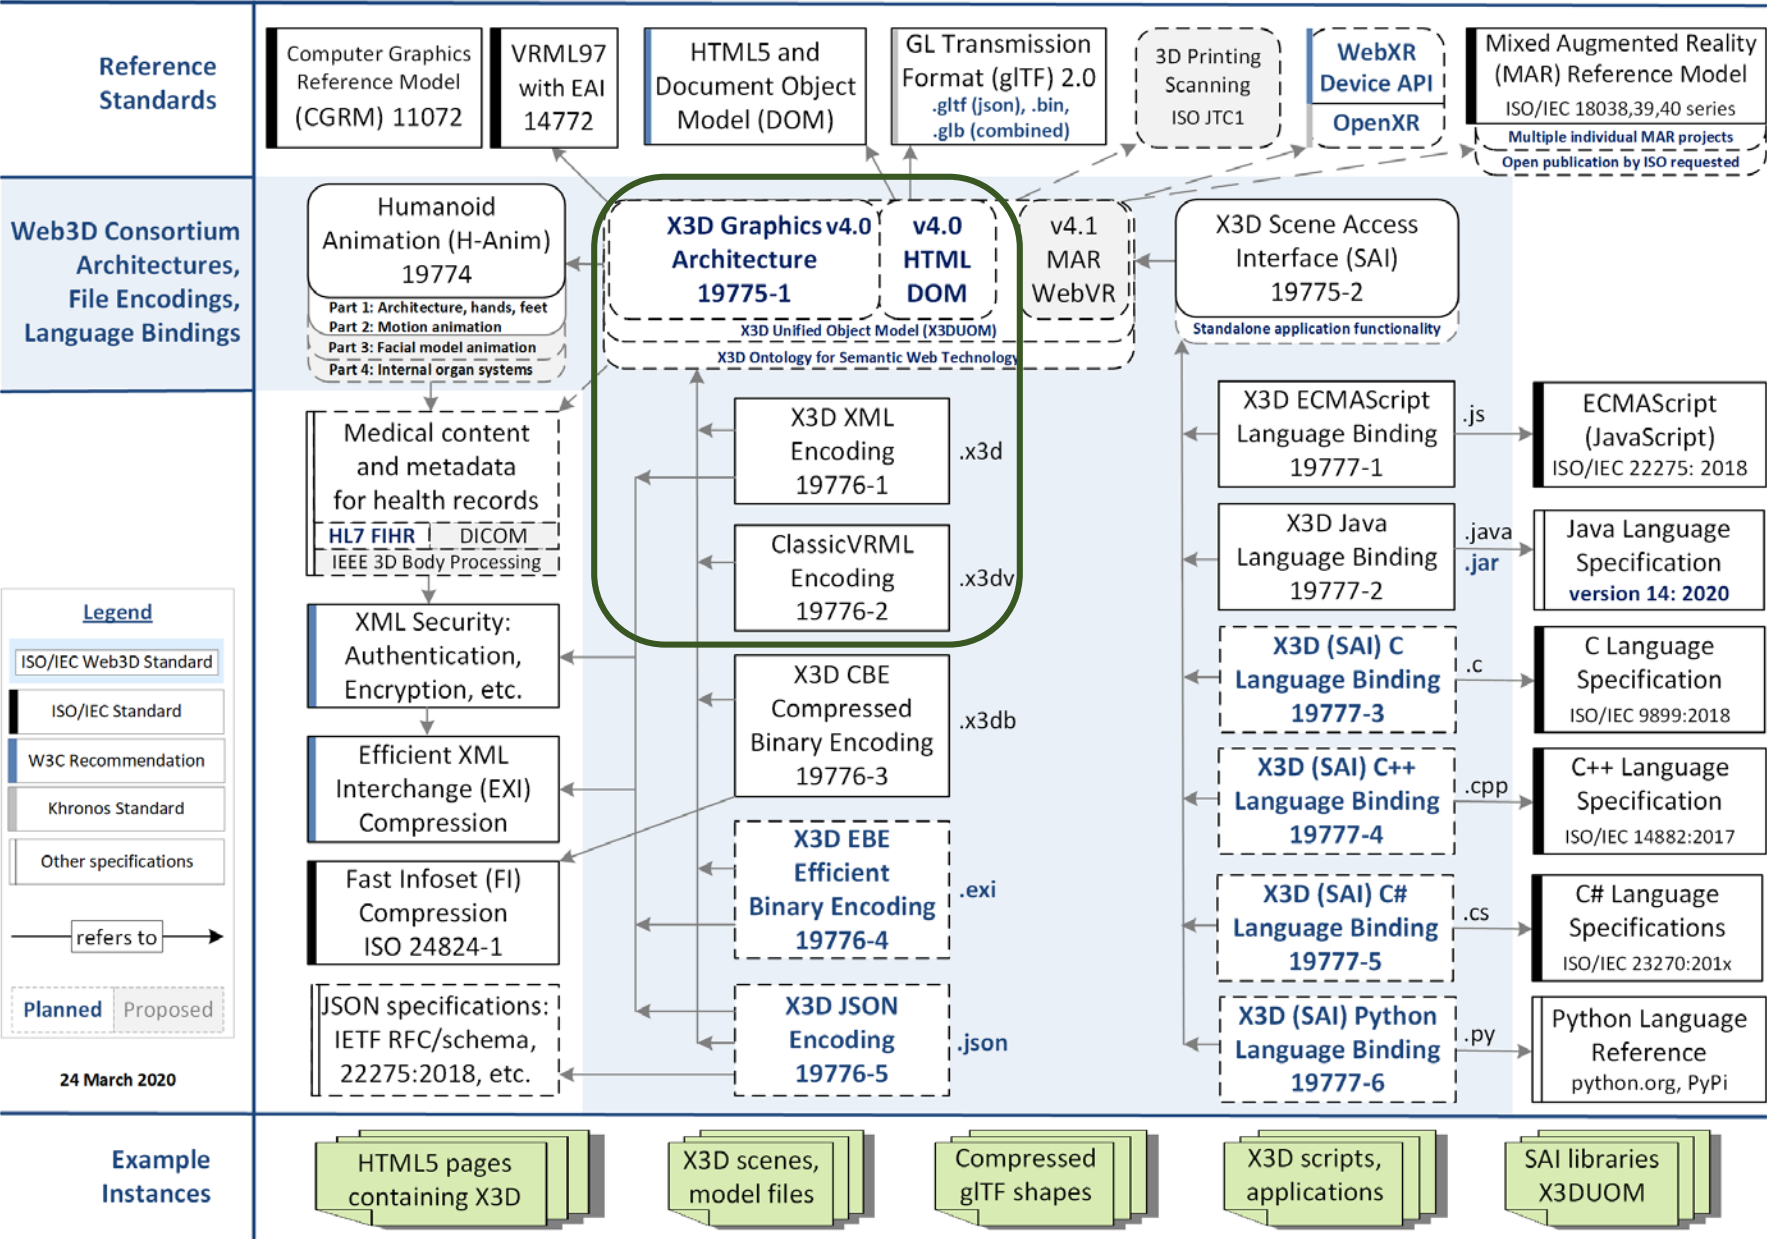 Reference
Standards
Computer Graphics
Reference Model
(CGRM) 11072
VRML97
with EAI
14772
HTML5 and
Document Object
Model (DOM)
GL Transmission
Format (glTF) 2.0
.gltf (json), .bin,
.glb (combined)
3D Printing
Scanning
ISO JTC1
WebXR
Device API
OpenXR
Mixed Augmented Reality
(MAR) Reference Model
ISO/IEC 18038,39,40 series
Multiple individual MAR projects
Open publication by ISO requested
Web3D Consortium
Architectures,
File Encodings,
Language Bindings
Humanoid
Animation (H-Anim)
19774
Part 1: Architecture, hands, feet
Part 2: Motion animation
Part 3: Facial model animation
Part 4: Internal organ systems
X3D Graphics v4.0
Architecture
19775-1
v4.0
HTML
DOM
v4.1
MAR
WebVR
X3D Unified Object Model (X3DUOM)
X3D Ontology for Semantic Web Technology
X3D Scene Access
Interface (SAI)
19775-2
Standalone application functionality
Medical content
and metadata
for health records
HL7 FIHR
DICOM
IEEE 3D Body Processing
XML Security:
Authentication,
Encryption, etc.
Efficient XML
Interchange (EXI)
Compression
Fast Infoset (FI)
Compression
ISO 24824-1
JSON specifications:
IETF RFC/schema,
22275:2018, etc.
X3D XML
Encoding
19776-1
.x3d
ClassicVRML
Encoding
19776-2
.x3dv
X3D CBE
Compressed
Binary Encoding
19776-3
.x3db
X3D EBE
Efficient
Binary Encoding
19776-4
.exi
X3D JSON
Encoding
19776-5
.json
X3D ECMAScript
Language Binding
19777-1
.js
ECMAScript
(JavaScript)
ISO/IEC 22275: 2018
X3D Java
Language Binding
19777-2
.java
.jar
Java Language
Specification
version 14: 2020
X3D (SAI) C
Language Binding
19777-3
.c
C Language
Specification
ISO/IEC 9899:2018
X3D (SAI) C++
Language Binding
19777-4
.cpp
C++ Language
Specification
ISO/IEC 14882:2017
X3D (SAI) C#
Language Binding
19777-5
.cs
C# Language
Specifications
ISO/IEC 23270:201x
X3D (SAI) Python
Language Binding
19777-6
.py
Python Language
Reference
python.org, PyPi
Legend
ISO/IEC Web3D Standard
ISO/IEC Standard
W3C Recommendation
Khronos Standard
Other specifications
refers to
Planned
Proposed
24 March 2020
Example
Instances
HTML5 pages
containing X3D
X3D scenes,
model files
Compressed
glTF shapes
X3D scripts,
applications
SAI libraries
X3DUOM